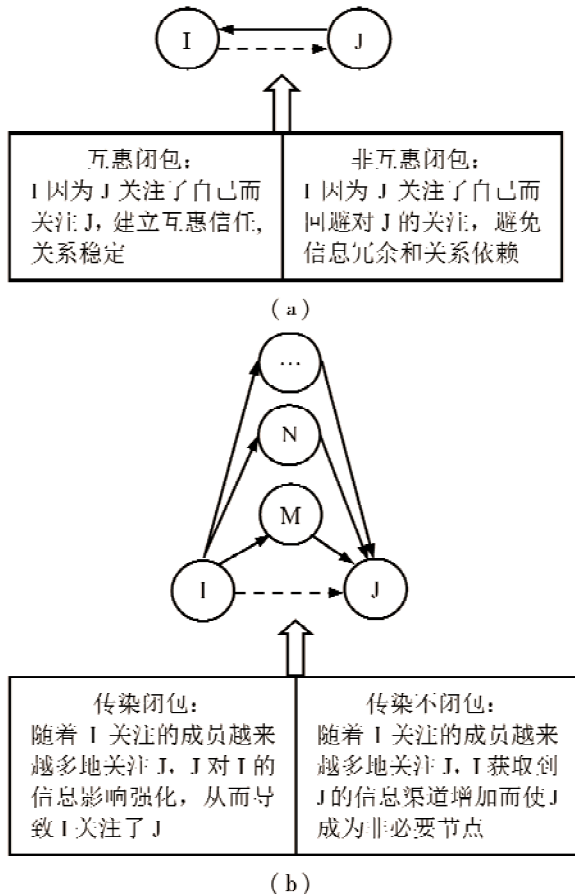 I
J
互惠闭包：
I 因为 J 关注了自己而
关注 J，建立互惠信任，
关系稳定
非互惠闭包：
I 因为 J 关注了自己而
回避对 J 的关注，避免
信息冗余和关系依赖
（a）
…
N
M
I
J
传染闭包：
随着 I 关注的成员越来
越多地关注 J，J 对 I 的
信息影响强化，从而导
致 I 关注了 J
传染不闭包：
随着 I 关注的成员越来
越多地关注 J，I 获取到
J 的信息渠道增加而使 J
成为非必要节点
（b）